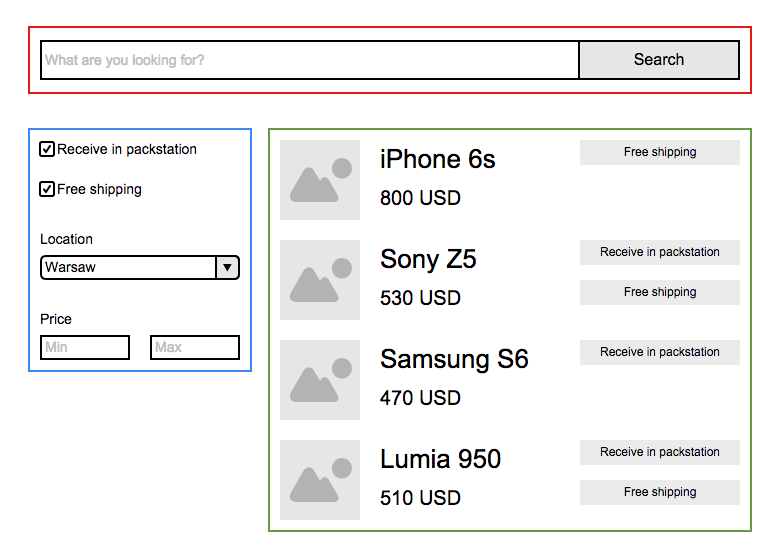 What are you looking for?
Search
Receive in packstation
Free shipping
Location
Warsaw
Price
Min
Max
iPhone 6s
800 USD
Free shipping
Sony Z5
530 USD
Receive in packstation
Free shipping
Samsung S6
470 USD
Receive in packstation
Lumia 950
510 USD
Receive in packstation
Free shipping